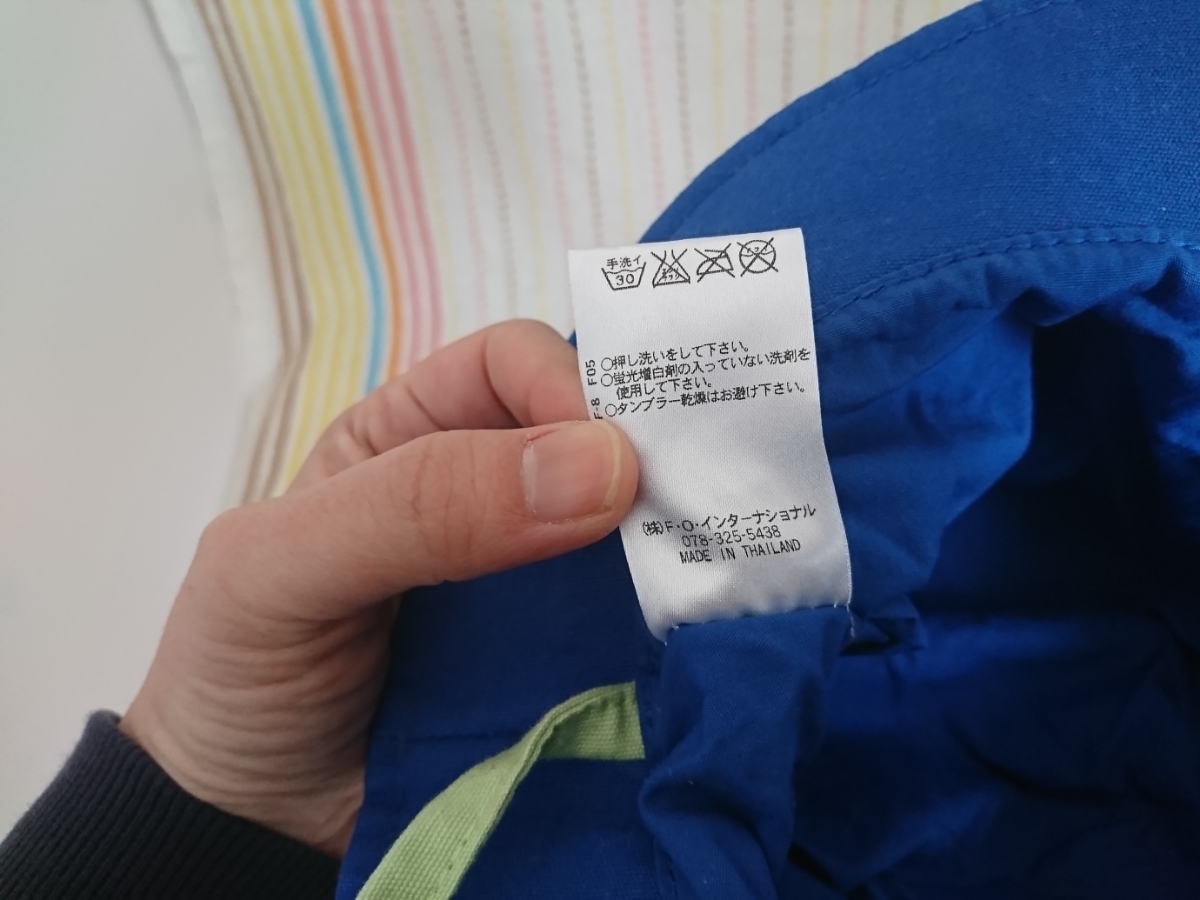 手洗イ
30
F05
○押し洗いをして下さい。
○蛍光増白剤の入っていない洗剤を
使用して下さい。
○タンブラー乾燥はお避け下さい。
(株)F・O・インターナショナル
078-325-5438
MADE IN THAILAND